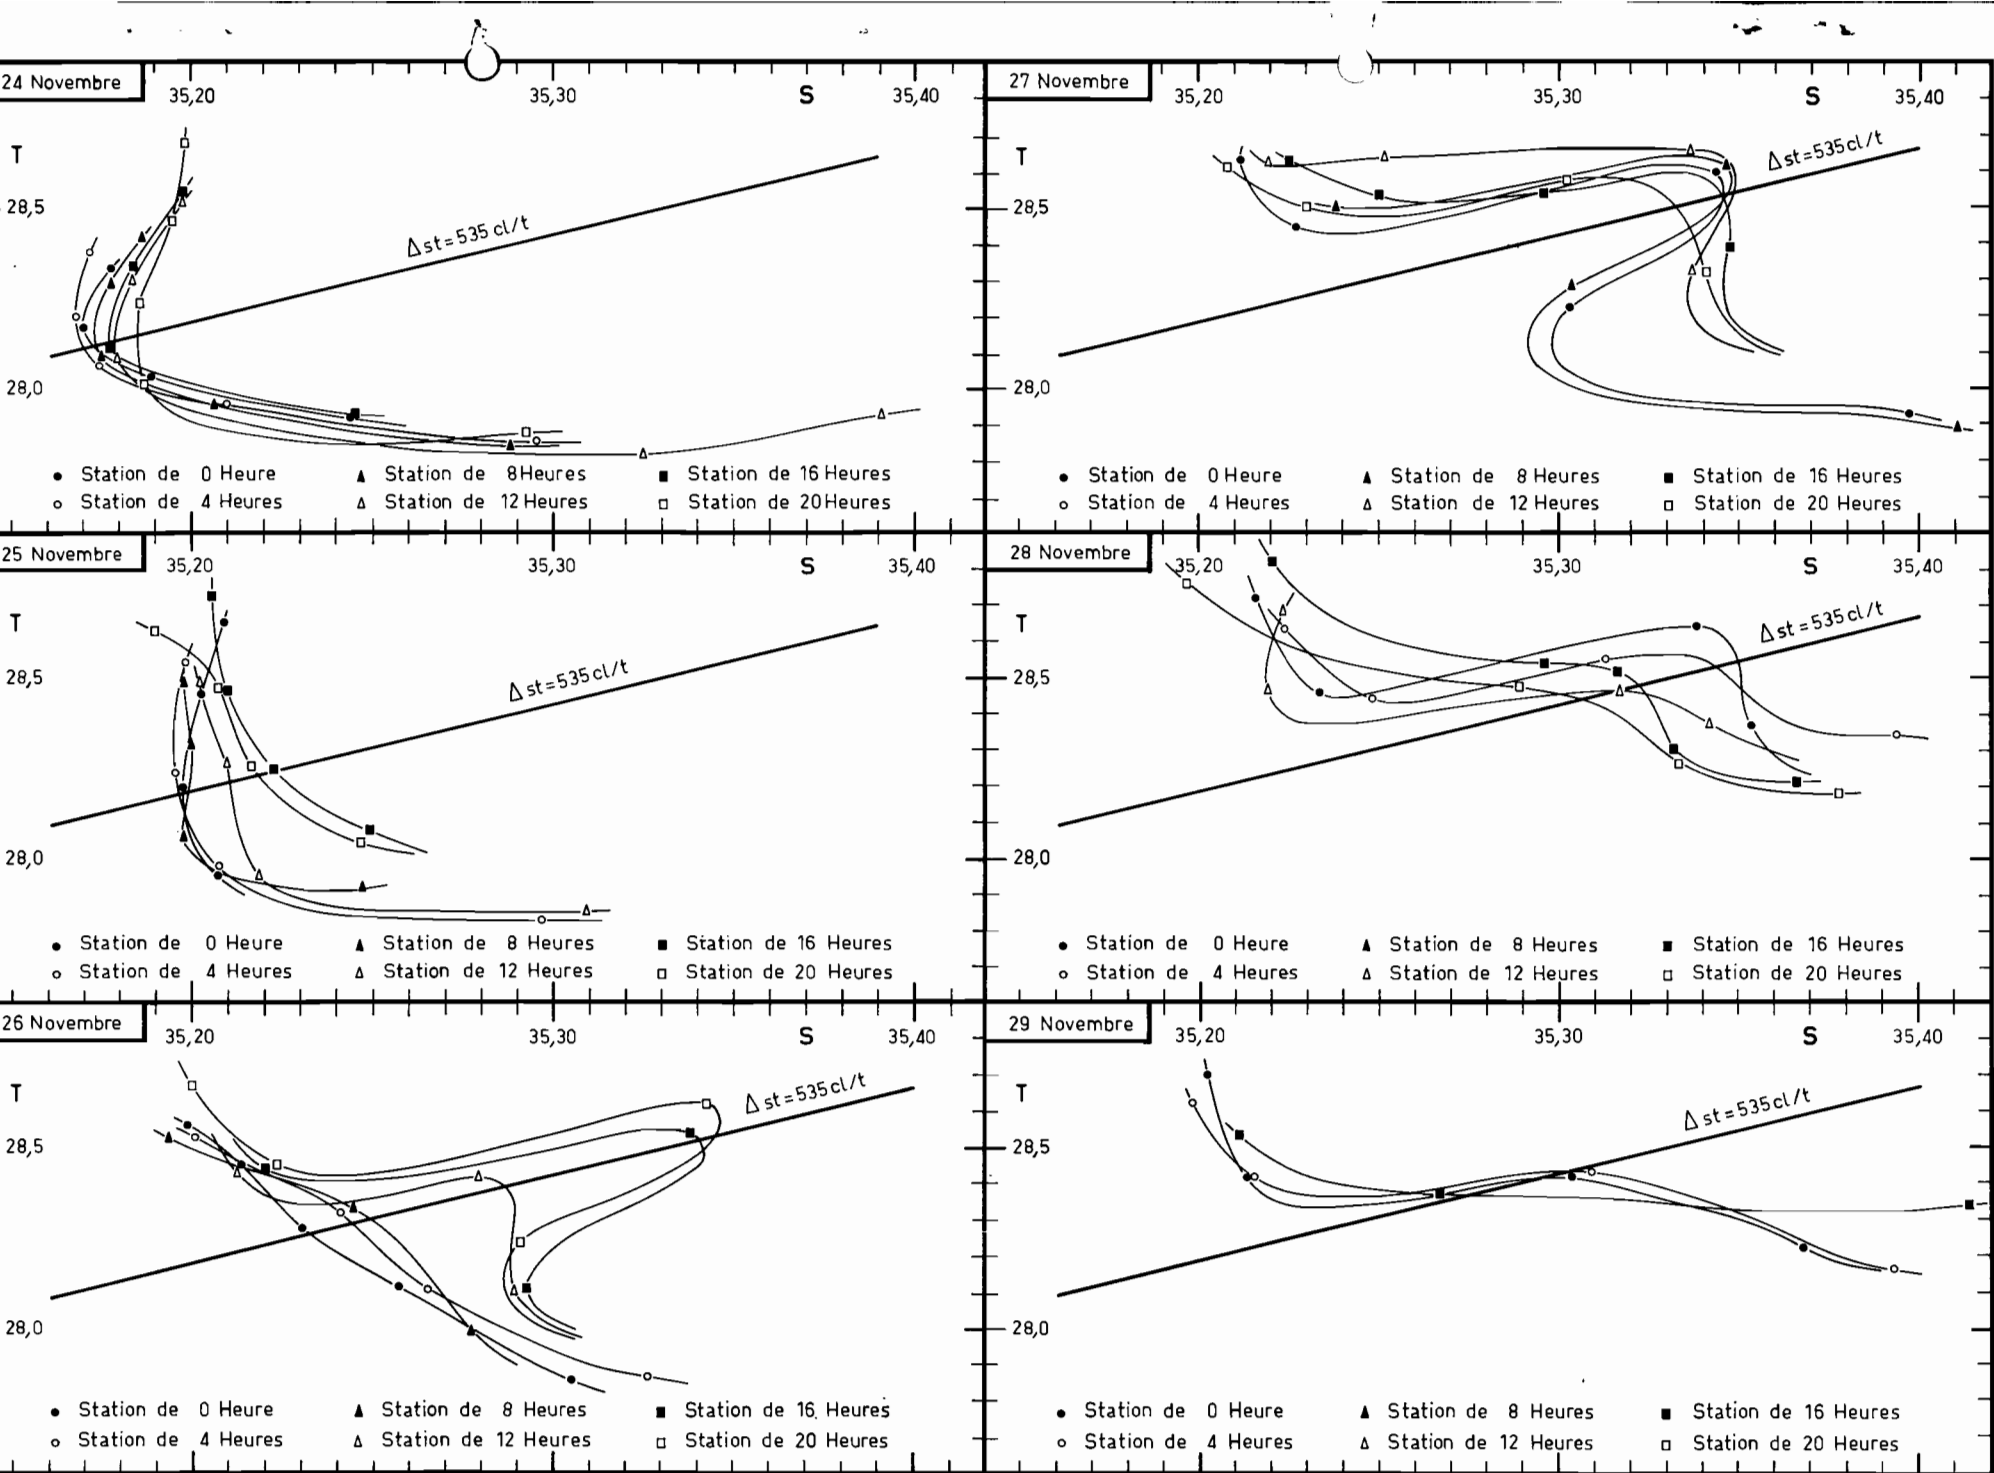 24 Novembre
35,20 35,30 S 35,40
T
28,5
Δst=535 cl/t
28,0
● Station de 0 Heure ▲ Station de 8 Heures ■ Station de 16 Heures
○ Station de 4 Heures △ Station de 12 Heures □ Station de 20 Heures
25 Novembre
35,20 35,30 S 35,40
T
28,5
Δst=535 cl/t
28,0
● Station de 0 Heure ▲ Station de 8 Heures ■ Station de 16 Heures
○ Station de 4 Heures △ Station de 12 Heures □ Station de 20 Heures
26 Novembre
35,20 35,30 S 35,40
T
Δst=535 cl/t
28,5
28,0
● Station de 0 Heure ▲ Station de 8 Heures ■ Station de 16 Heures
○ Station de 4 Heures △ Station de 12 Heures □ Station de 20 Heures
27 Novembre
35,20 35,30 S 35,40
T
Δst=535 cl/t
28,5
28,0
● Station de 0 Heure ▲ Station de 8 Heures ■ Station de 16 Heures
○ Station de 4 Heures △ Station de 12 Heures □ Station de 20 Heures
28 Novembre
35,20 35,30 S 35,40
T
Δst=535 cl/t
28,5
28,0
● Station de 0 Heure ▲ Station de 8 Heures ■ Station de 16 Heures
○ Station de 4 Heures △ Station de 12 Heures □ Station de 20 Heures
29 Novembre
35,20 35,30 S 35,40
T
Δst=535 cl/t
28,5
28,0
● Station de 0 Heure ▲ Station de 8 Heures ■ Station de 16 Heures
○ Station de 4 Heures △ Station de 12 Heures □ Station de 20 Heures